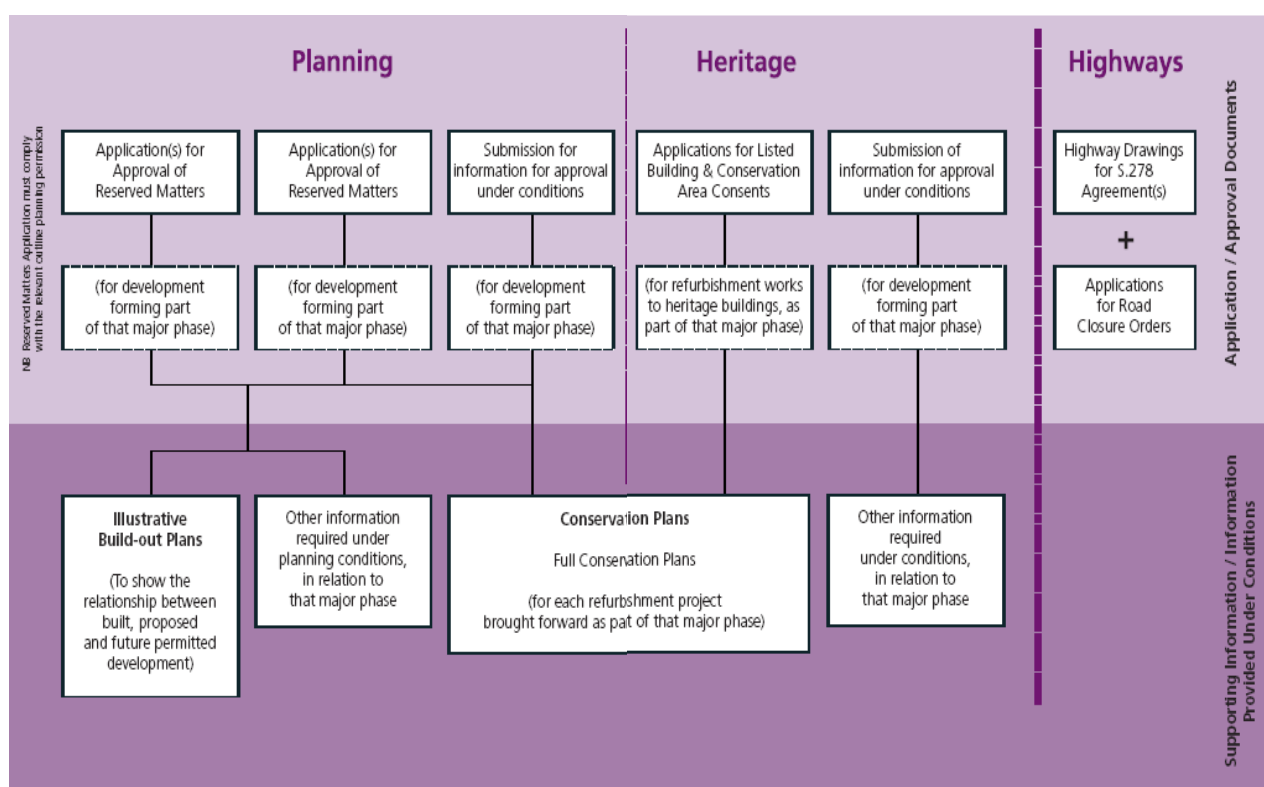 Planning
Heritage
Highways
NB Reserved Matters Application must comply
with the relevant outline planning permission
Application(s) for
Approval of
Reserved Matters
Application(s) for
Approval of
Reserved Matters
Submission for
information for approval
under conditions
Applications for Listed
Building & Conservation
Area Consents
Submission of
information for approval
under conditions
Highway Drawings
for S.278
Agreement(s)
+
(for development
forming part
of that major phase)
(for development
forming part
of that major phase)
(for development
forming part
of that major phase)
(for refurbishment works
to heritage buildings, as
part of that major phase)
(for development
forming part
of that major phase)
Applications
for Road
Closure Orders
Application / Approval Documents
Illustrative
Build-out Plans
(To show the
relationship between
built, proposed
and future permitted
development)
Other information
required under
planning conditions,
in relation to
that major phase
Conservation Plans
Full Consenation Plans
(for each refurbshment project
brought forward as part of that major phase)
Other information
required
under conditions,
in relation to
that major phase
Supporting Information / Information
Provided Under Conditions